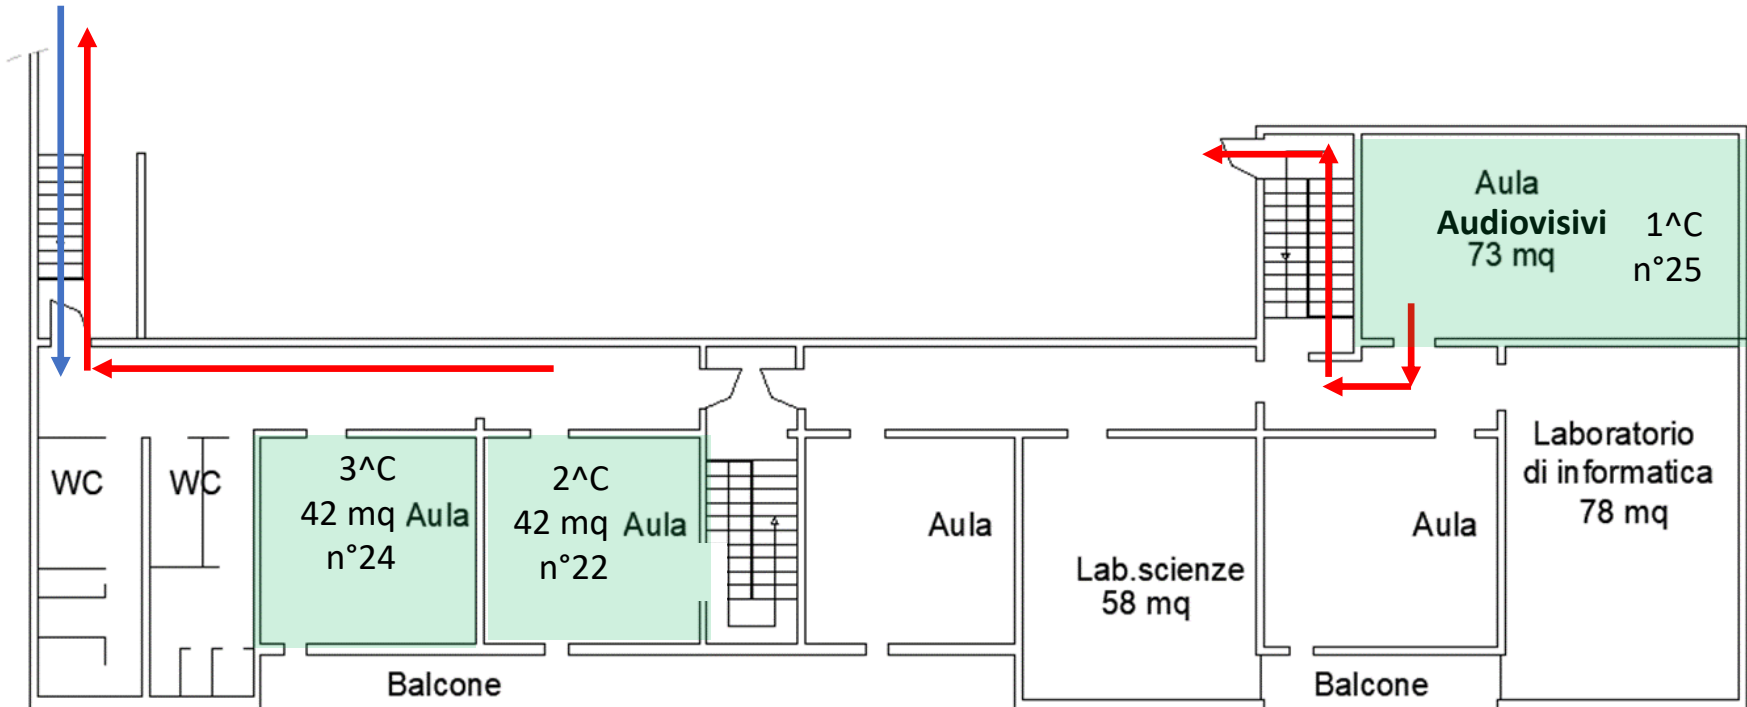 Aula
Audiovisivi
73 mq
1^C
n°25
WC
WC
3^C
42 mq
n°24
Aula
2^C
42 mq
n°22
Aula
Aula
Lab.scienze
58 mq
Aula
Laboratorio
di informatica
78 mq
Balcone
Balcone